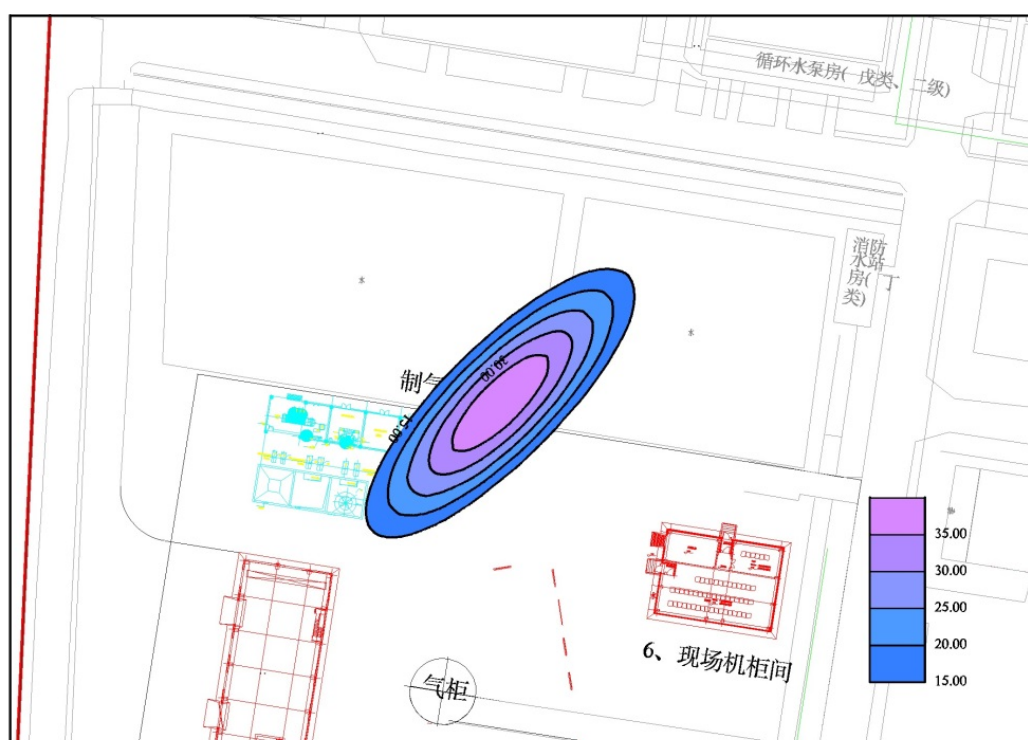 循环水泵房( 戊类、二级)
消防
水站
房( 丁
类)
制气
30.00
15.00
35.00
30.00
25.00
20.00
15.00
6、现场机柜间
气柜